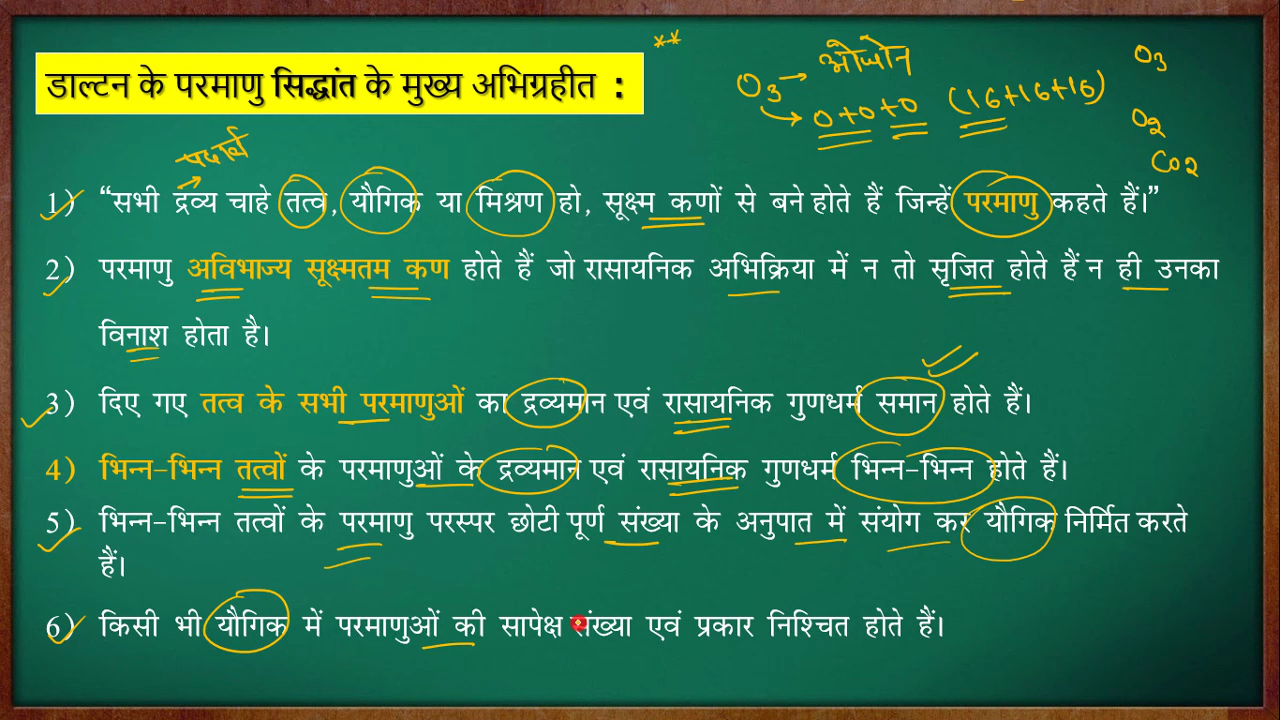 **
डाल्टन के परमाणु सिद्धांत के मुख्य अभिग्रहीत :
O3 → ओजोन
→ O+O+O (16+16+16)
O3
O2
CO2
पदार्थ
1) “सभी द्रव्य चाहे तत्व, यौगिक या मिश्रण हो, सूक्ष्म कणों से बने होते हैं जिन्हें परमाणु कहते हैं।”
2) परमाणु अविभाज्य सूक्ष्मतम कण होते हैं जो रासायनिक अभिक्रिया में न तो सृजित होते हैं न ही उनका
विनाश होता है।
3) दिए गए तत्व के सभी परमाणुओं का द्रव्यमान एवं रासायनिक गुणधर्म समान होते हैं।
4) भिन्न-भिन्न तत्वों के परमाणुओं के द्रव्यमान एवं रासायनिक गुणधर्म भिन्न-भिन्न होते हैं।
5) भिन्न-भिन्न तत्वों के परमाणु परस्पर छोटी पूर्ण संख्या के अनुपात में संयोग कर यौगिक निर्मित करते
हैं।
6) किसी भी यौगिक में परमाणुओं की सापेक्ष संख्या एवं प्रकार निश्चित होते हैं।